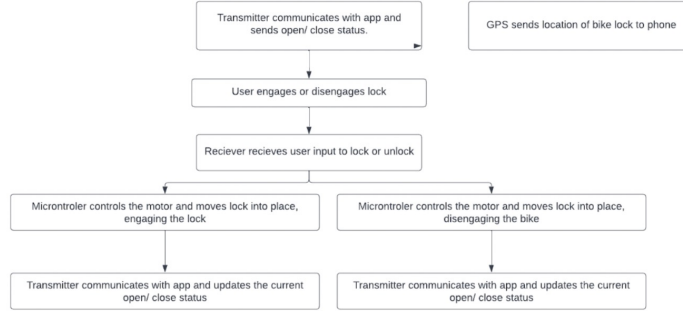 Transmitter communicates with app and
sends open/ close status.
GPS sends location of bike lock to phone
User engages or disengages lock
Reciever recieves user input to lock or unlock
Microntroler controls the motor and moves lock into place,
engaging the lock
Microntroler controls the motor and moves lock into place,
disengaging the bike
Transmitter communicates with app and updates the current
open/ close status
Transmitter communicates with app and updates the current
open/ close status